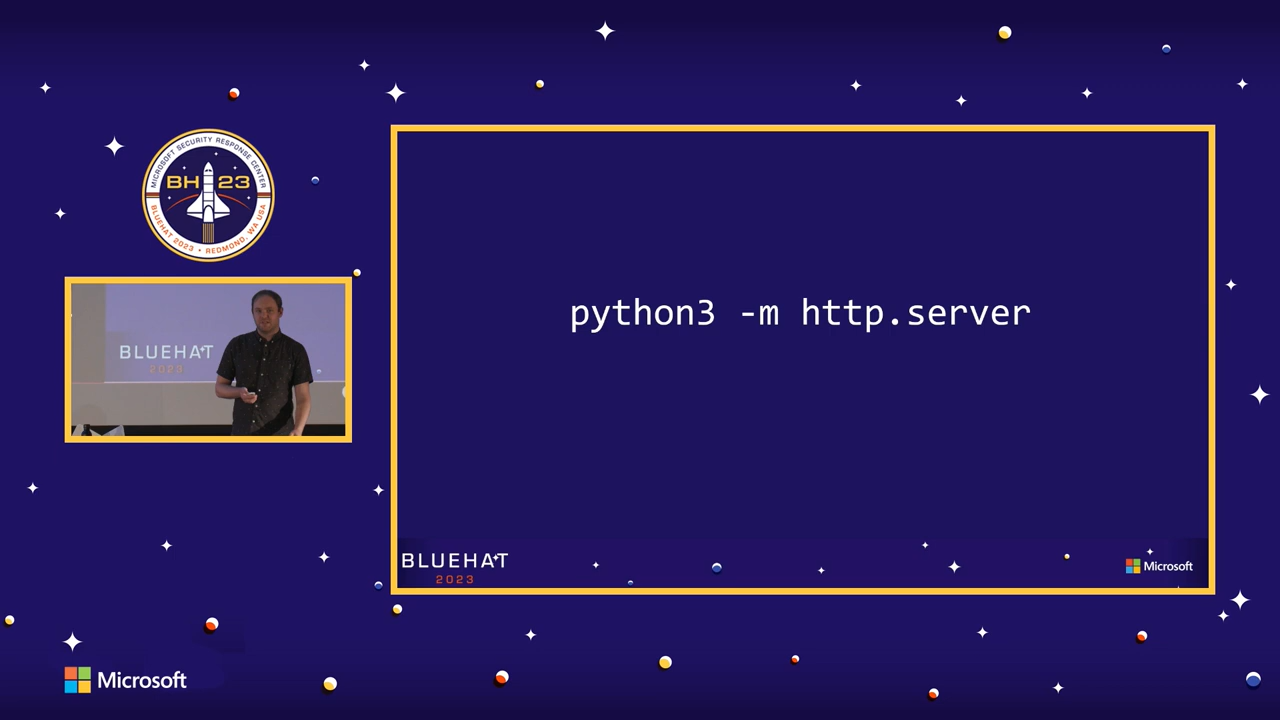 MICROSOFT SECURITY RESPONSE CENTER
BH 23
BLUEHAT 2023 • REDMOND, WA USA
python3 -m http.server
BLUEHAT
2023
BLUEHAT
2023
Microsoft
Microsoft